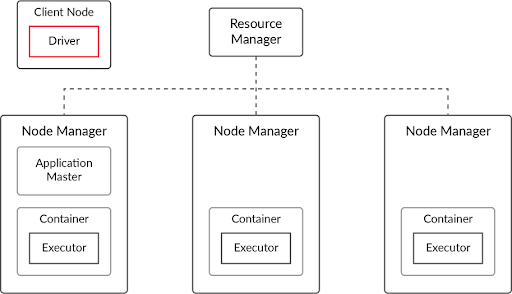 Client Node
Driver
Resource
Manager
Node Manager
Application
Master
Container
Executor
Node Manager
Container
Executor
Node Manager
Container
Executor